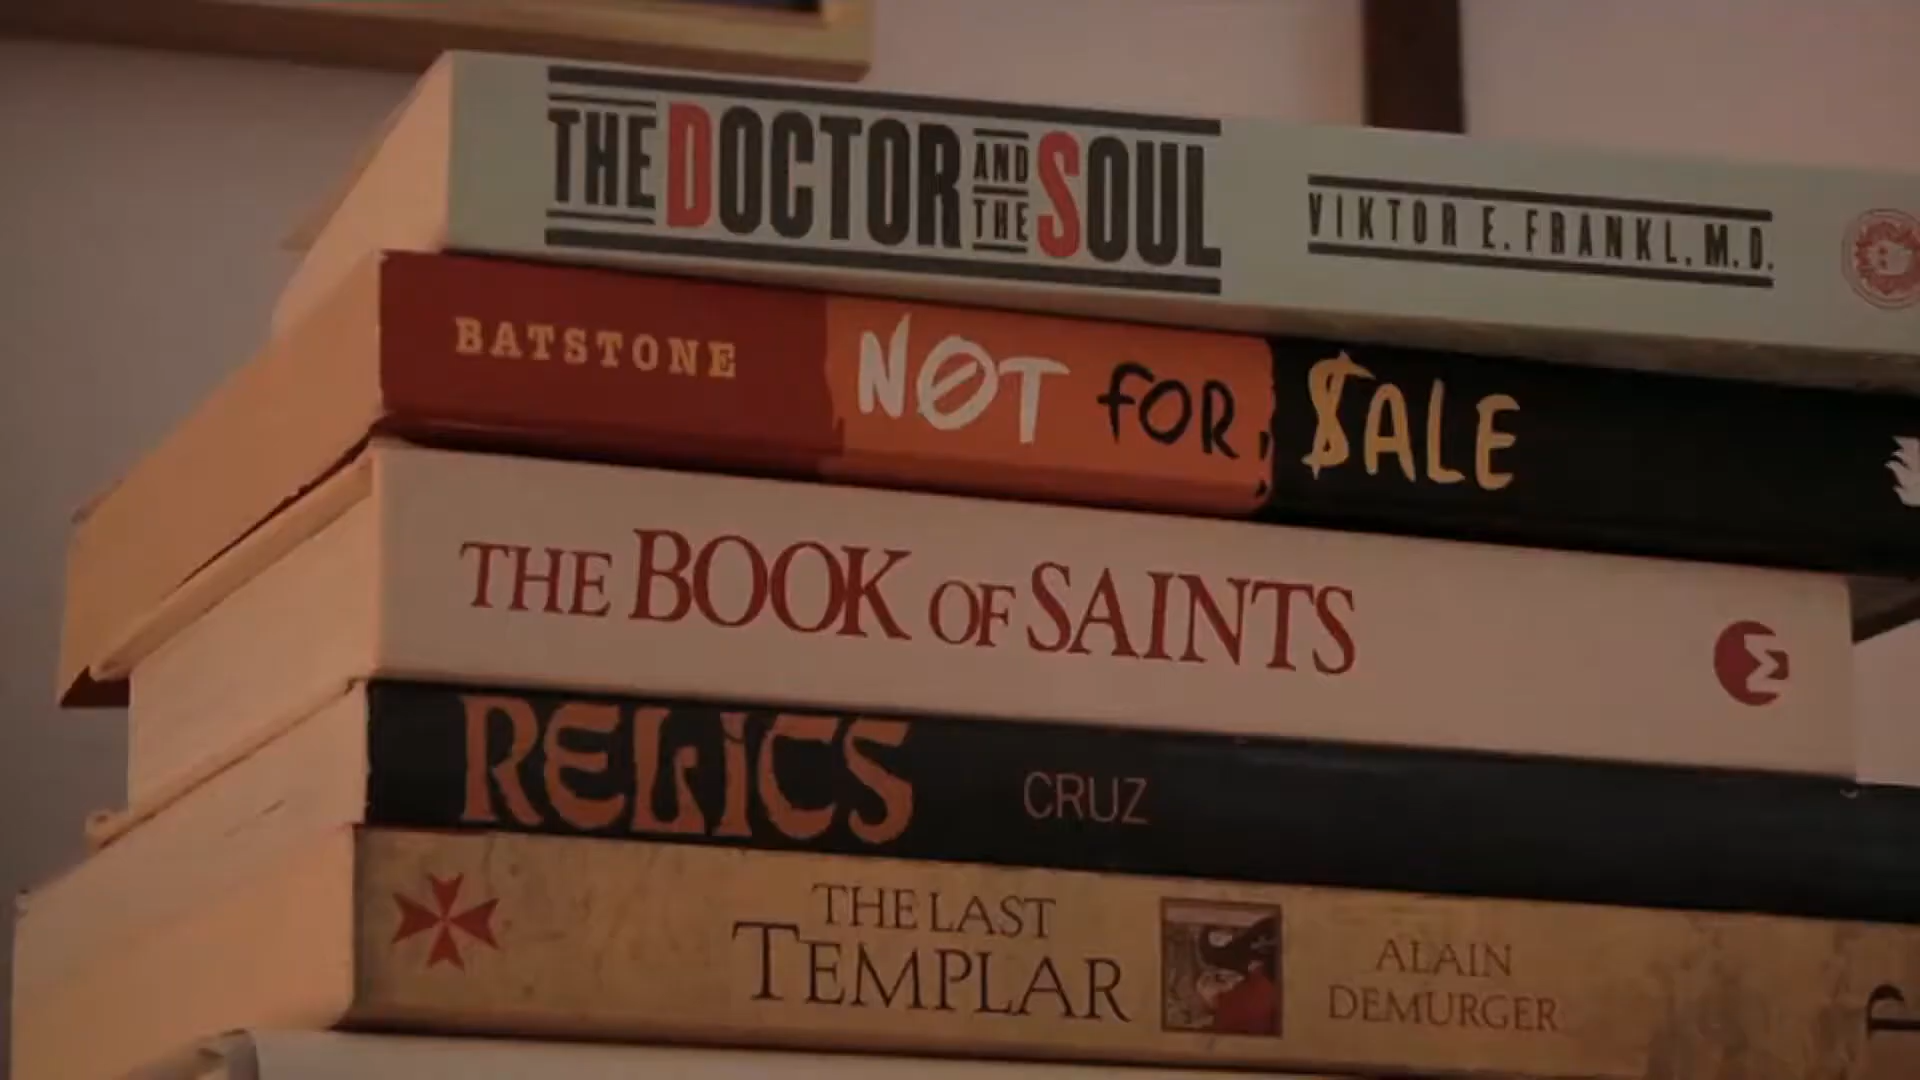 THE DOCTOR AND THE SOUL VIKTOR E. FRANKL, M.D.
BATSTONE NOT FOR $ALE
THE BOOK OF SAINTS
RELICS CRUZ
THE LAST
TEMPLAR
ALAIN
DEMURGER
P